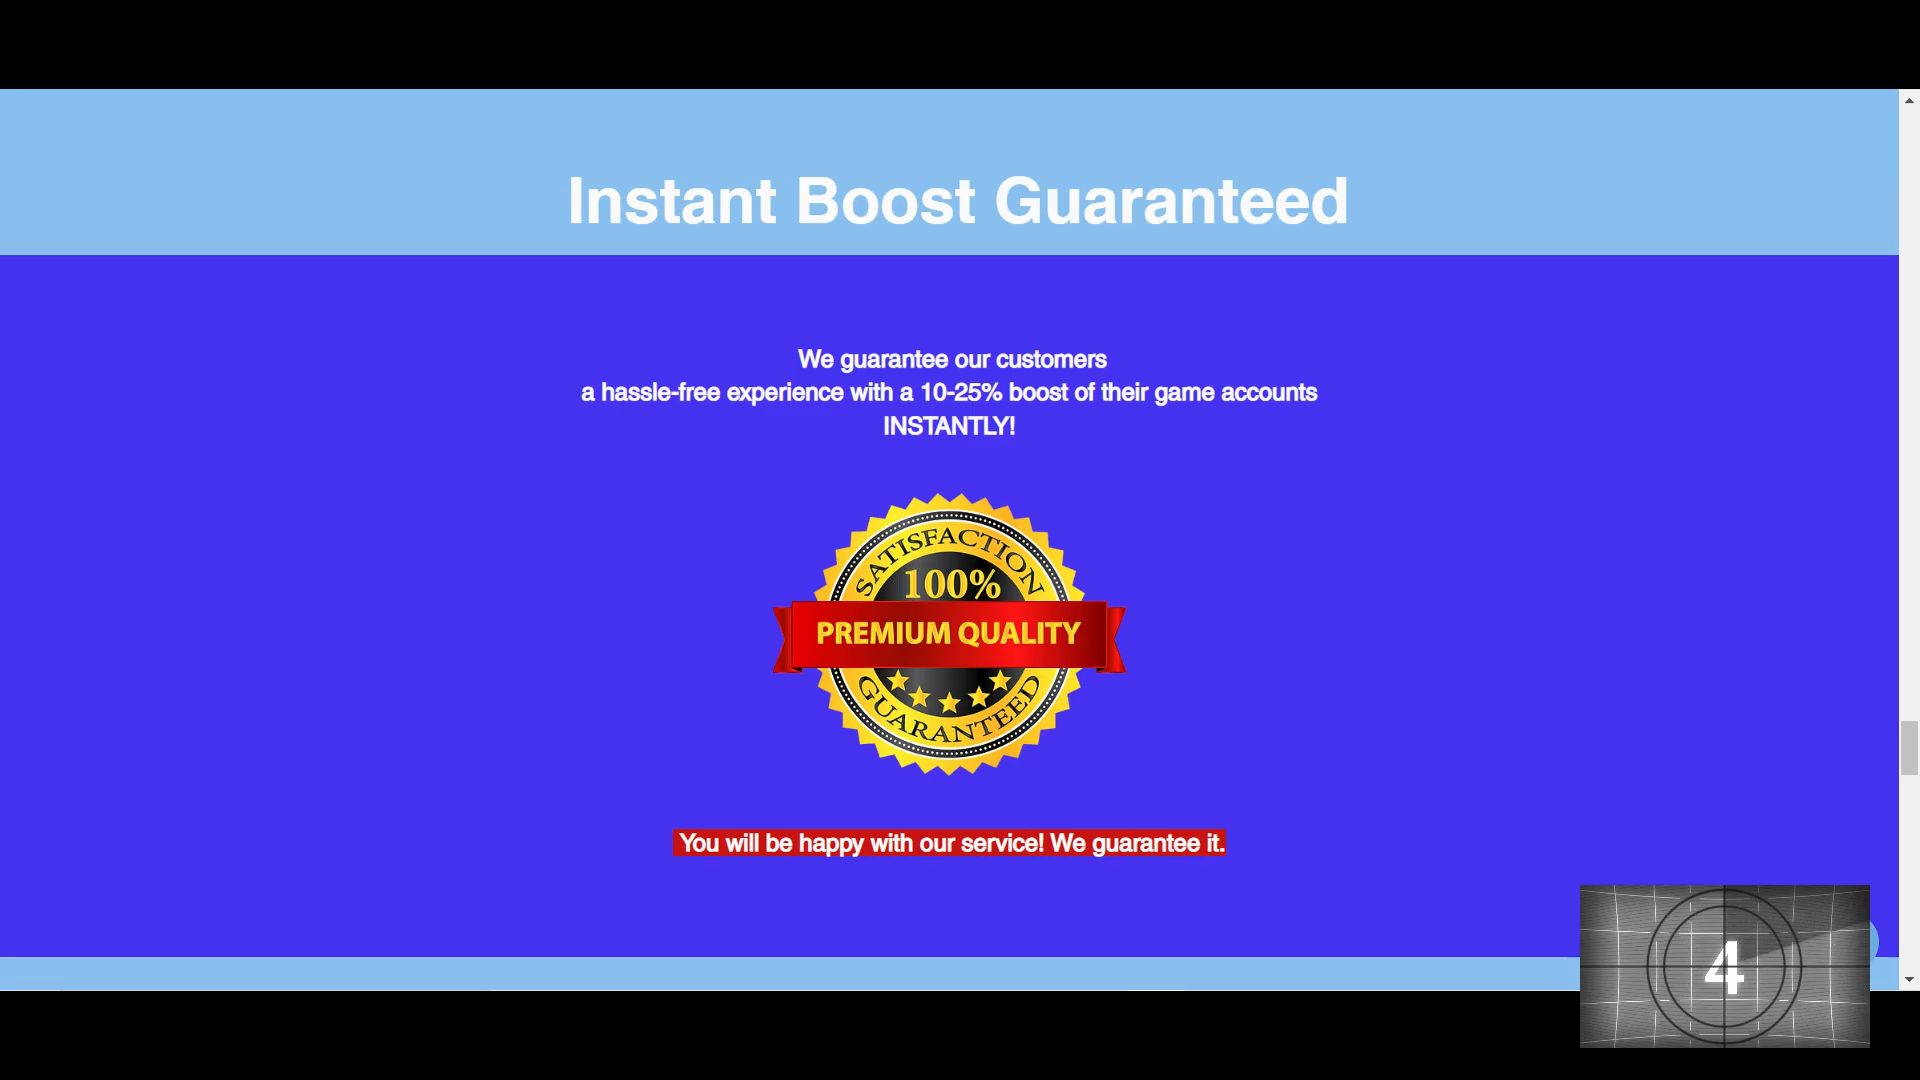 Instant Boost Guaranteed
We guarantee our customers
a hassle-free experience with a 10-25% boost of their game accounts
INSTANTLY!
SATISFACTION
100%
PREMIUM QUALITY
GUARANTEED
You will be happy with our service! We guarantee it.
4